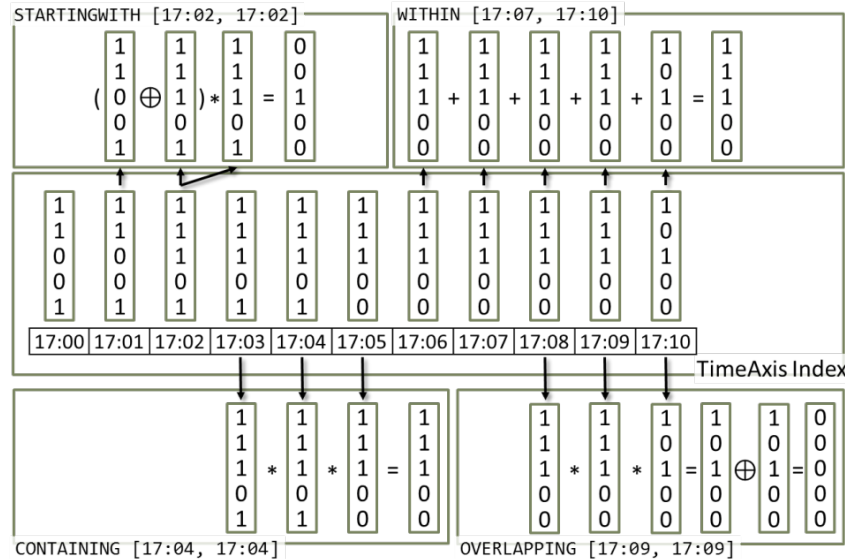 STARTINGWITH [17:02, 17:02]
1 1 1 0
1 1 1 0
( 0 ⊕ 1 ) * 1 = 1
0 0 0 0
1 1 1 0
WITHIN [17:07, 17:10]
1 1 1 1 1 1
1 1 1 1 0 1
1 + 1 + 1 + 1 + 1 = 1
0 0 0 0 0 0
0 0 0 0 0 0
1 1 1 1 1 1 1 1 1 1 1
1 1 1 1 1 1 1 1 1 1 0
0 0 1 1 1 1 1 1 1 1 1
0 0 0 0 0 0 0 0 0 0 0
1 1 1 1 1 0 0 0 0 0 0
17:00 17:01 17:02 17:03 17:04 17:05 17:06 17:07 17:08 17:09 17:10
TimeAxis Index
1 1 1 1
1 1 1 1
1 * 1 * 1 = 1
0 0 0 0
1 1 0 0
CONTAINING [17:04, 17:04]
1 1 1 1 1 0
1 1 0 0 0 0
1 * 1 * 1 = 1 ⊕ 1 = 0
0 0 0 0 0 0
0 0 0 0 0 0
OVERLAPPING [17:09, 17:09]